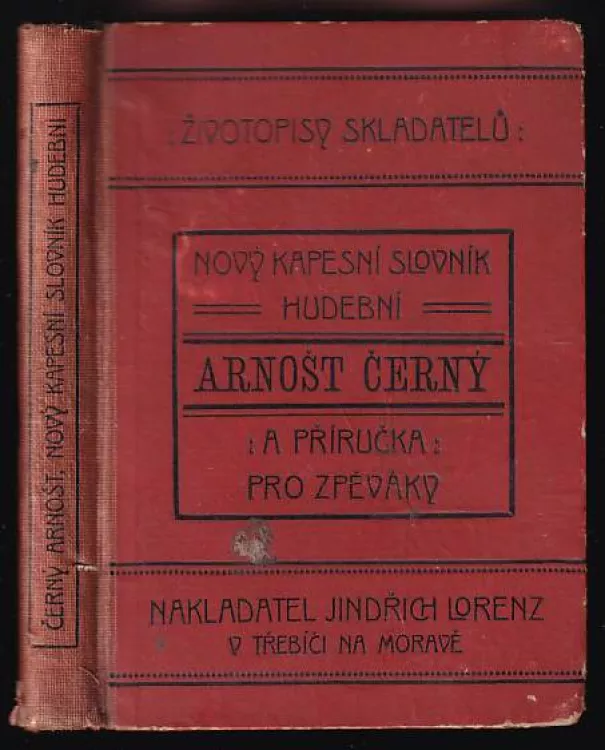 ČERNÝ ARNOŠT. NOVÝ KAPESNÍ SLOVNÍK HUDEBNÍ
: ŽIVOTOPISY SKLADATELŮ :
NOVÝ KAPESNÍ SLOVNÍK
HUDEBNÍ
ARNOŠT ČERNÝ
: A PŘÍRUČKA :
PRO ZPĚVÁKY
NAKLADATEL JINDŘICH LORENZ
V TŘEBÍČI NA MORAVĚ